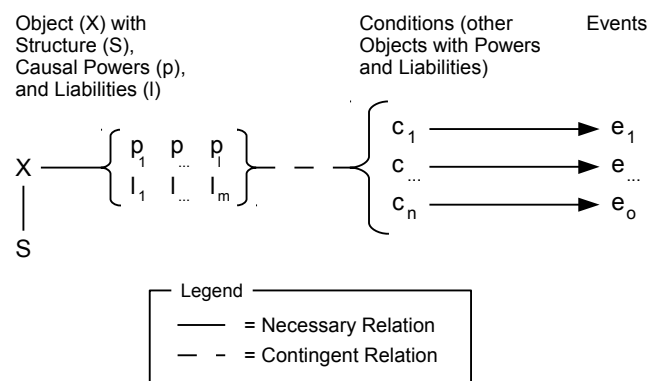 Object (X) with
Structure (S),
Causal Powers (p),
and Liabilities (l)
Conditions (other
Objects with Powers
and Liabilities)
Events
p1 p... pl
X
l1 l... lm
S
c1 e1
c... e...
cn eo
Legend
= Necessary Relation
= Contingent Relation